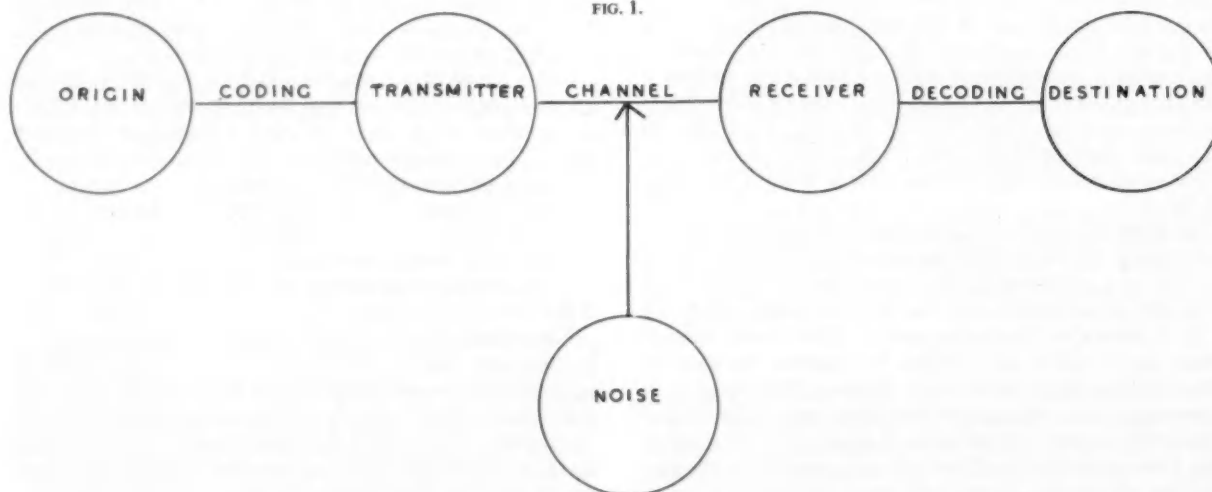 FIG. 1.
ORIGIN CODING TRANSMITTER CHANNEL RECEIVER DECODING DESTINATION
NOISE